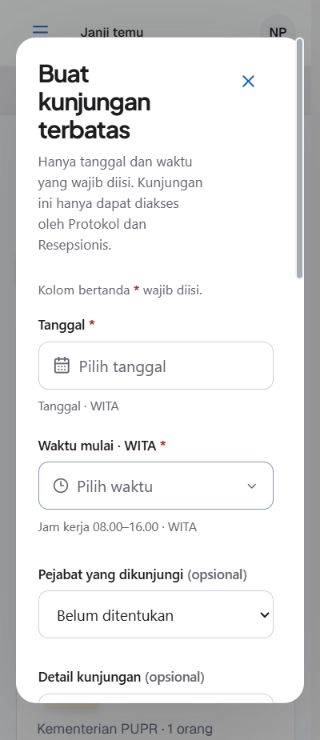 Janji temu
NP
Buat
kunjungan
terbatas
Hanya tanggal dan waktu
yang wajib diisi. Kunjungan
ini hanya dapat diakses
oleh Protokol dan
Resepsionis.
Kolom bertanda * wajib diisi.
Tanggal *
Pilih tanggal
Tanggal · WITA
Waktu mulai · WITA *
Pilih waktu
Jam kerja 08.00–16.00 · WITA
Pejabat yang dikunjungi (opsional)
Belum ditentukan
Detail kunjungan (opsional)
Kementerian PUPR · 1 orang